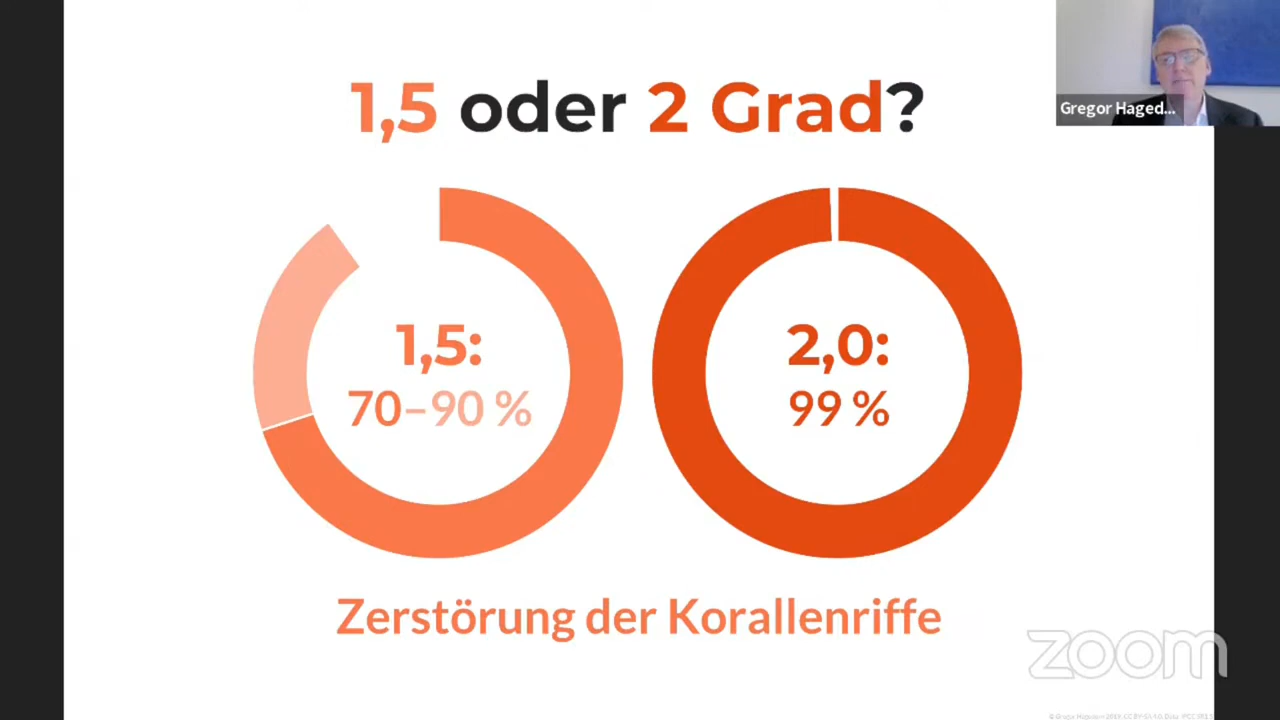 1,5 oder 2 Grad?
Gregor Haged...
1,5:
70–90 %
2,0:
99 %
Zerstörung der Korallenriffe
zoom